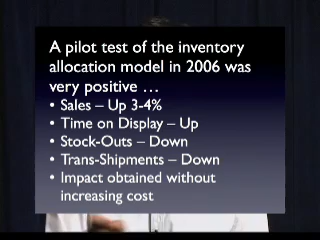 A pilot test of the inventory
allocation model in 2006 was
very positive …
• Sales – Up 3-4%
• Time on Display – Up
• Stock-Outs – Down
• Trans-Shipments – Down
• Impact obtained without
increasing cost